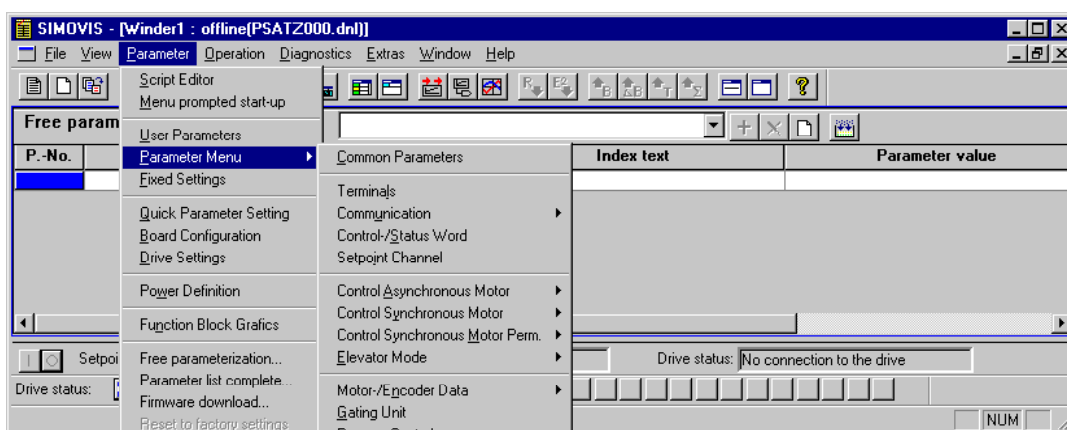 SIMOVIS - [Winder1 : offline(PSATZ000.dnl)]
File View Parameter Operation Diagnostics Extras Window Help
Script Editor
Menu prompted start-up
User Parameters
Parameter Menu
Fixed Settings
Quick Parameter Setting
Board Configuration
Drive Settings
Power Definition
Function Block Grafics
Free parameterization...
Parameter list complete...
Firmware download...
Reset to factory settings
Common Parameters
Terminals
Communication
Control-/Status Word
Setpoint Channel
Control Asynchronous Motor
Control Synchronous Motor
Control Synchronous Motor Perm.
Elevator Mode
Motor-/Encoder Data
Gating Unit
R E² B ΔB T Σ ?
Free param
P.-No. Index text Parameter value
Setpoi Drive status: No connection to the drive
Drive status:
NUM